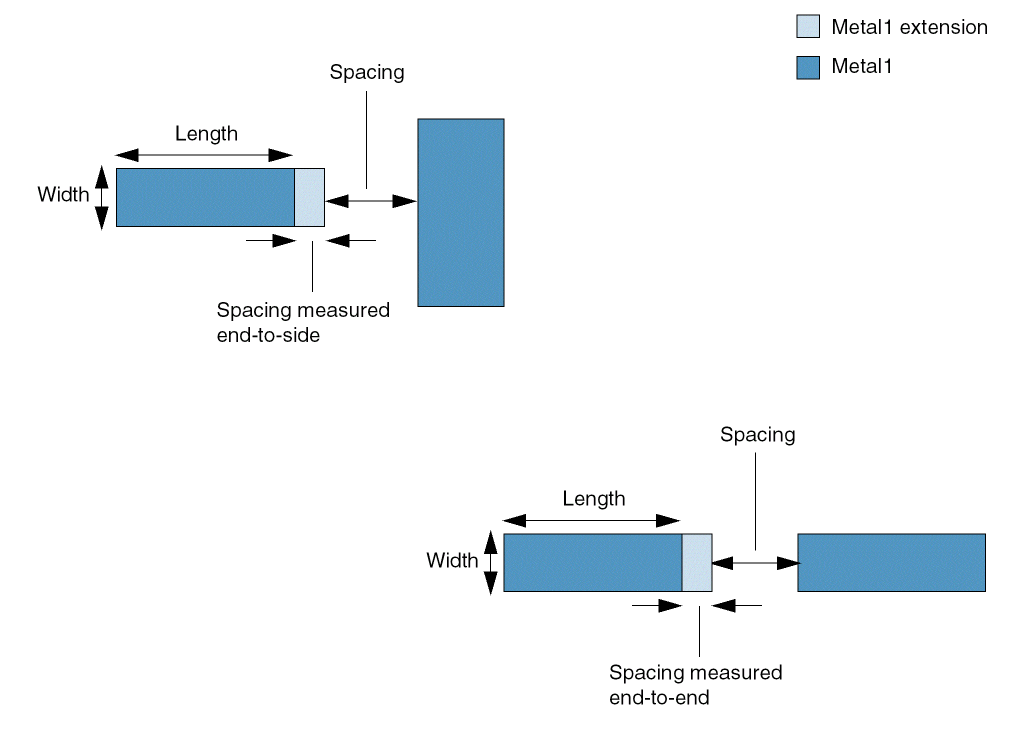 Metal1 extension
Metal1
Spacing
Length
Width
Spacing measured
end-to-side
Spacing
Length
Width
Spacing measured
end-to-end